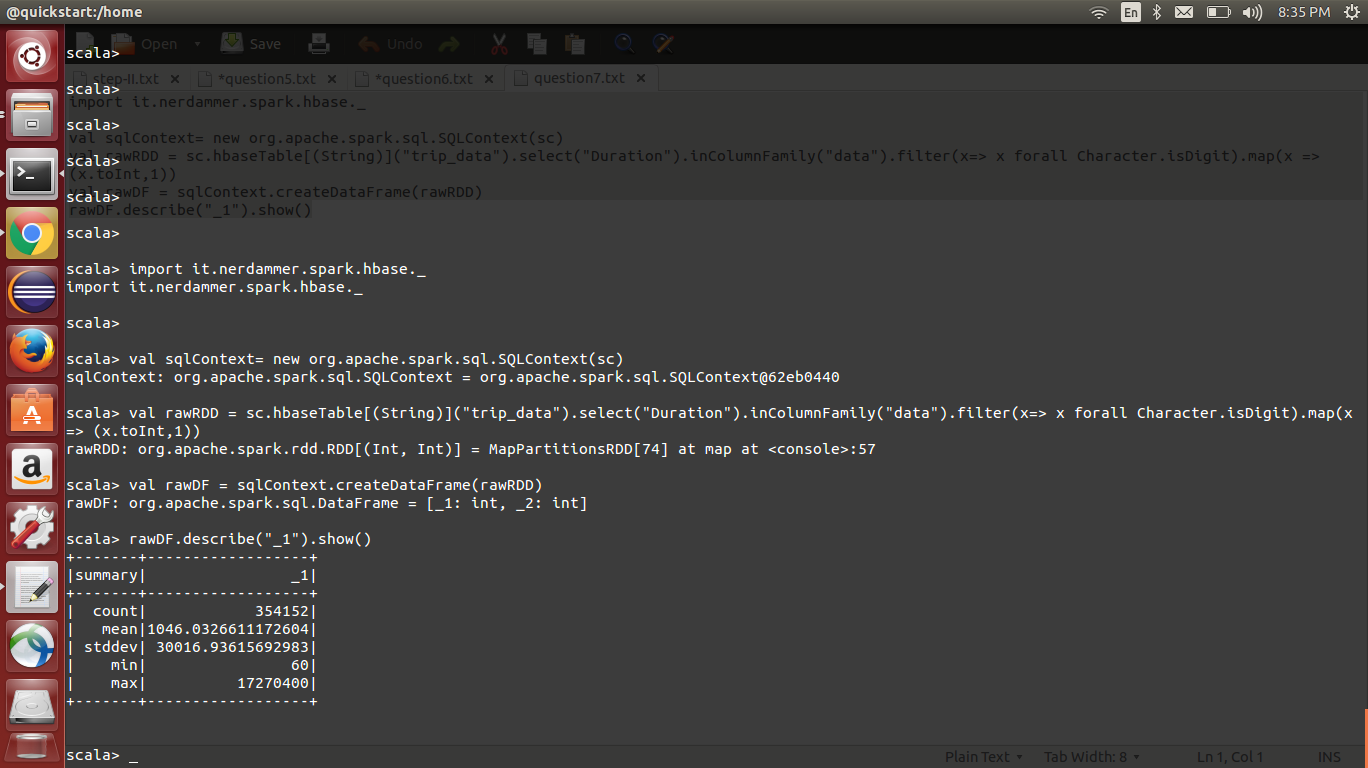 @quickstart:/home
En
8:35 PM
Open
Save
Undo
scala>
step-II.txt
*question5.txt
*question6.txt
question7.txt
scala>
import it.nerdammer.spark.hbase._
scala>
val sqlContext= new org.apache.spark.sql.SQLContext(sc)
val rawRDD = sc.hbaseTable[(String)]("trip_data").select("Duration").inColumnFamily("data").filter(x=> x forall Character.isDigit).map(x =>
scala>
(x.toInt,1))
val rawDF = sqlContext.createDataFrame(rawRDD)
scala>
rawDF.describe("_1").show()
scala>
scala> import it.nerdammer.spark.hbase._
import it.nerdammer.spark.hbase._
scala>
scala> val sqlContext= new org.apache.spark.sql.SQLContext(sc)
sqlContext: org.apache.spark.sql.SQLContext = org.apache.spark.sql.SQLContext@62eb0440
scala> val rawRDD = sc.hbaseTable[(String)]("trip_data").select("Duration").inColumnFamily("data").filter(x=> x forall Character.isDigit).map(x
=> (x.toInt,1))
rawRDD: org.apache.spark.rdd.RDD[(Int, Int)] = MapPartitionsRDD[74] at map at <console>:57
scala> val rawDF = sqlContext.createDataFrame(rawRDD)
rawDF: org.apache.spark.sql.DataFrame = [_1: int, _2: int]
scala> rawDF.describe("_1").show()
+-------+------------------+
|summary|                _1|
+-------+------------------+
|  count|            354152|
|   mean|1046.0326611172604|
| stddev| 30016.93615692983|
|    min|                60|
|    max|          17270400|
+-------+------------------+
scala> _
Plain Text
Tab Width: 8
Ln 1, Col 1
INS